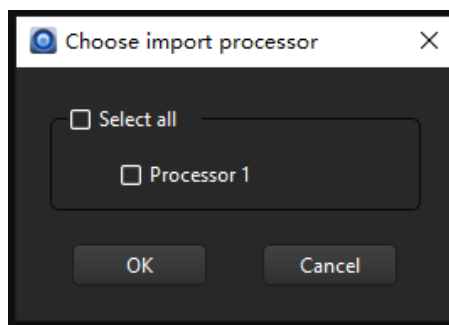 Choose import processor
Select all
Processor 1
OK Cancel